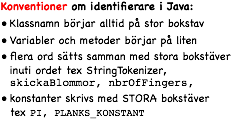 Konventioner om identifierare i Java:
• Klassnamn börjar alltid på stor bokstav
• Variabler och metoder börjar på liten
• flera ord sätts samman med stora bokstäver
inuti ordet tex StringTokenizer,
skickaBlommor, nbrOfFingers,
• konstanter skrivs med STORA bokstäver
tex PI, PLANKS_KONSTANT